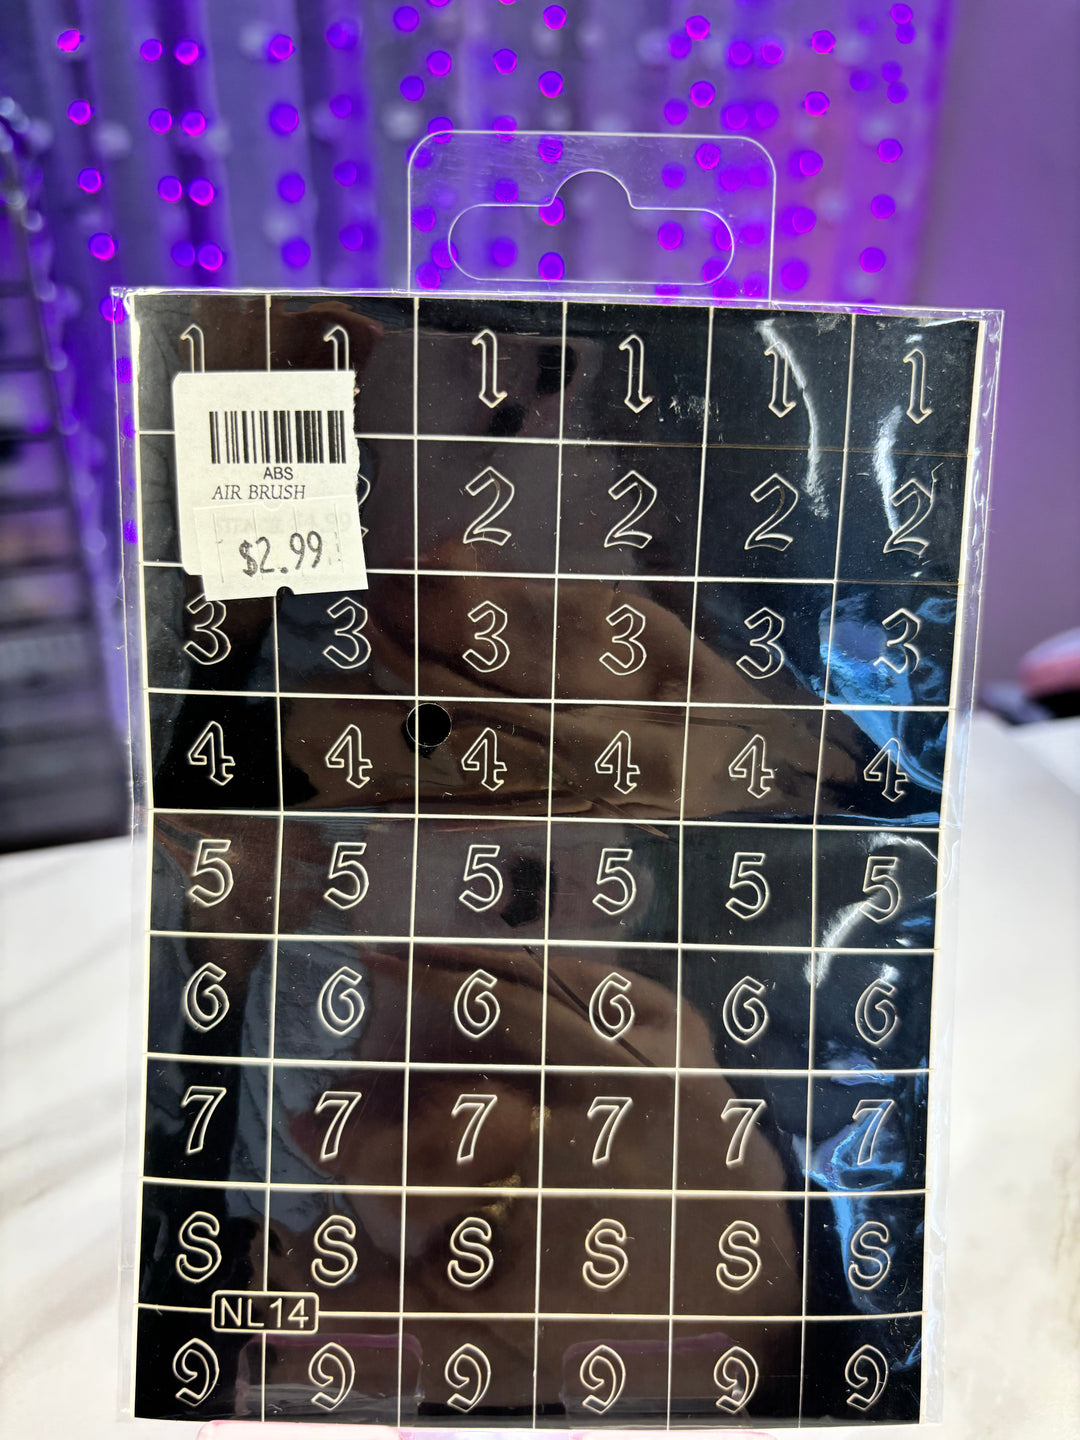 1 1 1 1 1 1
ABS
AIR BRUSH
$2.99
2 2 2 2 2
3 3 3 3 3 3
4 4 4 4 4 4
5 5 5 5 5 5
6 6 6 6 6 6
7 7 7 7 7 7
S S S S S S
NL14
9 9 9 9 9 9